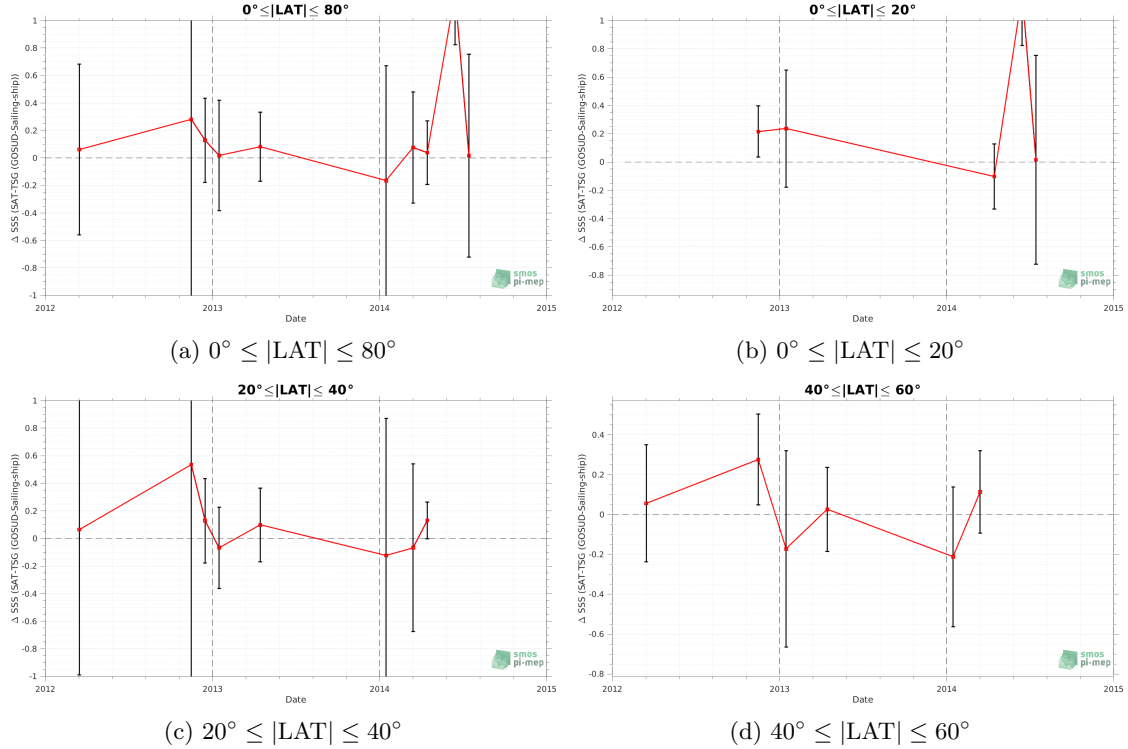 0°≤|LAT|≤ 80°
Δ SSS (SAT-TSG (GOSUD-Sailing-ship))
1
0.8
0.6
0.4
0.2
0
-0.2
-0.4
-0.6
-0.8
-1
2012 2013 2014 2015
Date
smos
pi-mep
(a) 0° ≤ |LAT| ≤ 80°
0°≤|LAT|≤ 20°
Δ SSS (SAT-TSG (GOSUD-Sailing-ship))
1
0.8
0.6
0.4
0.2
0
-0.2
-0.4
-0.6
-0.8
2012 2013 2014 2015
Date
smos
pi-mep
(b) 0° ≤ |LAT| ≤ 20°
20°≤|LAT|≤ 40°
Δ SSS (SAT-TSG (GOSUD-Sailing-ship))
1
0.8
0.6
0.4
0.2
0
-0.2
-0.4
-0.6
-0.8
-1
2012 2013 2014 2015
Date
smos
pi-mep
(c) 20° ≤ |LAT| ≤ 40°
40°≤|LAT|≤ 60°
Δ SSS (SAT-TSG (GOSUD-Sailing-ship))
0.4
0.2
0
-0.2
-0.4
-0.6
-0.8
2012 2013 2014 2015
Date
smos
pi-mep
(d) 40° ≤ |LAT| ≤ 60°